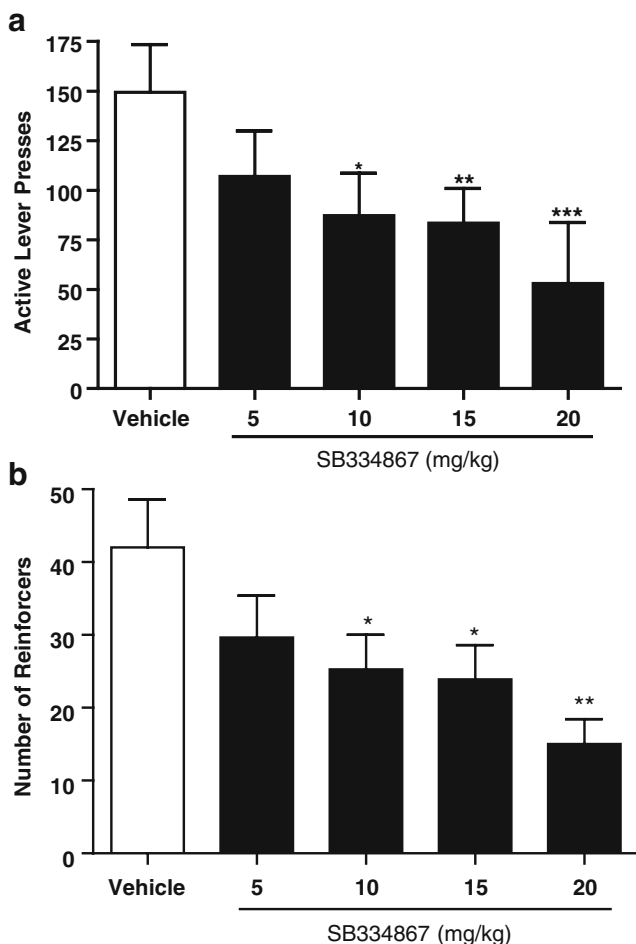 a
175
150
125
100
75
50
25
0
Active Lever Presses
*
**
***
Vehicle 5 10 15 20
SB334867 (mg/kg)
b
50
40
30
20
10
0
Number of Reinforcers
*
*
**
Vehicle 5 10 15 20
SB334867 (mg/kg)